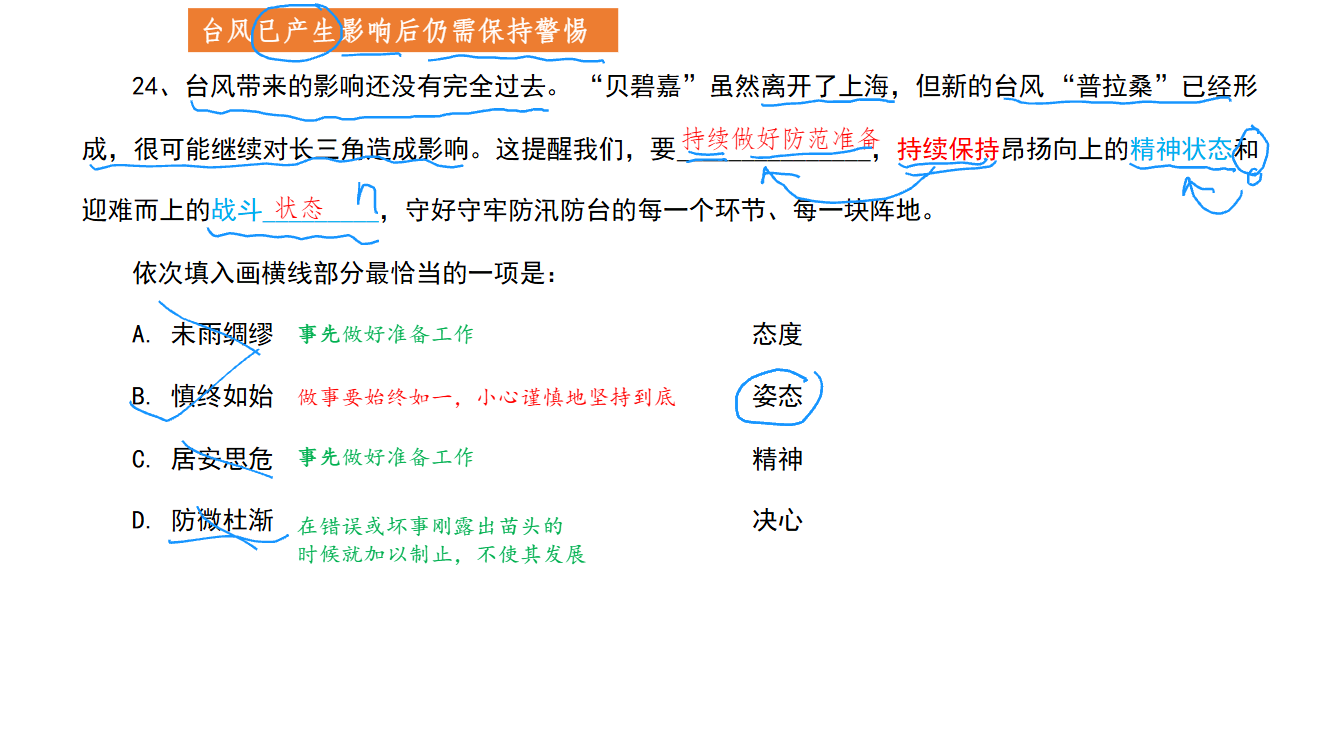 台风已产生影响后仍需保持警惕
24、台风带来的影响还没有完全过去。“贝碧嘉”虽然离开了上海，但新的台风“普拉桑”已经形
成，很可能继续对长三角造成影响。这提醒我们，要持续做好防范准备，持续保持昂扬向上的精神状态和
迎难而上的战斗状态，守好守牢防汛防台的每一个环节、每一块阵地。
依次填入画横线部分最恰当的一项是：
A. 未雨绸缪 事先做好准备工作 态度
B. 慎终如始 做事要始终如一，小心谨慎地坚持到底 姿态
C. 居安思危 事先做好准备工作 精神
D. 防微杜渐 在错误或坏事刚露出苗头的 决心
时候就加以制止，不使其发展